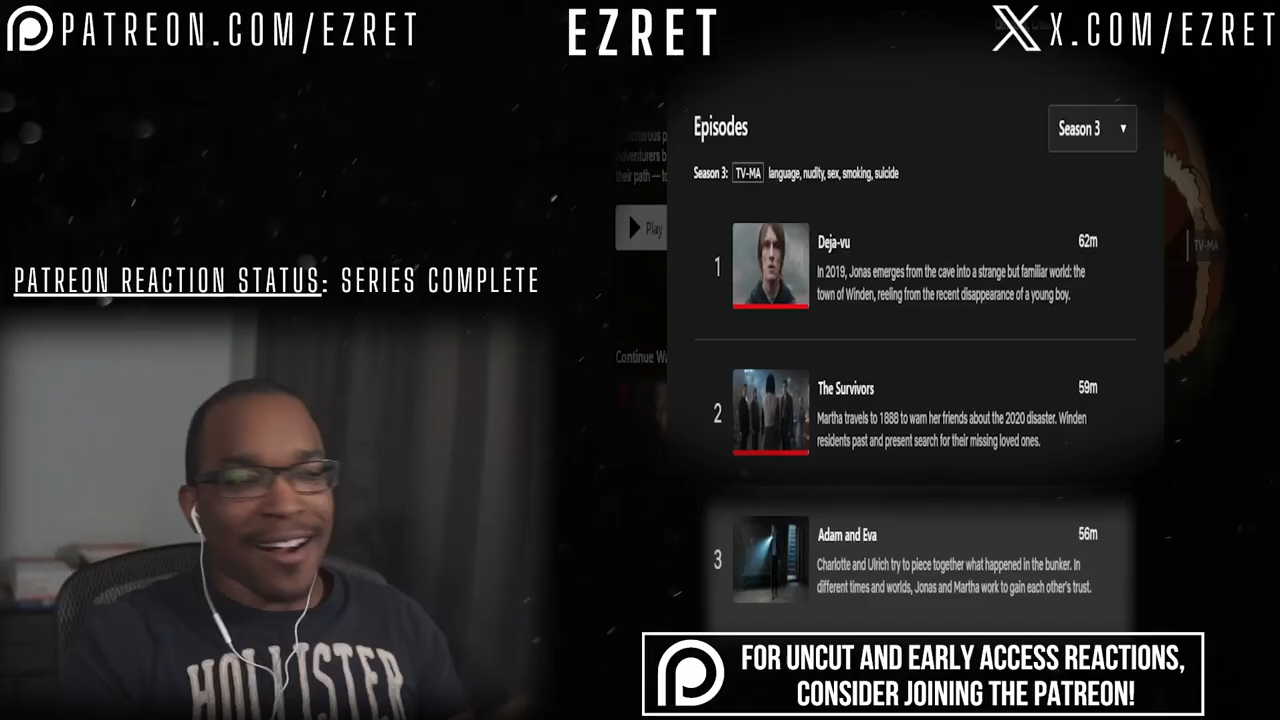 PATREON.COM/EZRET
EZRET
X.COM/EZRET
Episodes
Season 3
Season 3: TV-MA language, nudity, sex, smoking, suicide
Play
TV-MA
1
Deja-vu
62m
In 2019, Jonas emerges from the cave into a strange but familiar world: the
town of Winden, reeling from the recent disappearance of a young boy.
PATREON REACTION STATUS: SERIES COMPLETE
Continue Wa
2
The Survivors
59m
Martha travels to 1888 to warn her friends about the 2020 disaster. Winden
residents past and present search for their missing loved ones.
3
Adam and Eva
56m
Charlotte and Ulrich try to piece together what happened in the bunker. In
different times and worlds, Jonas and Martha work to gain each other's trust.
HOLLISTER
FOR UNCUT AND EARLY ACCESS REACTIONS,
CONSIDER JOINING THE PATREON!